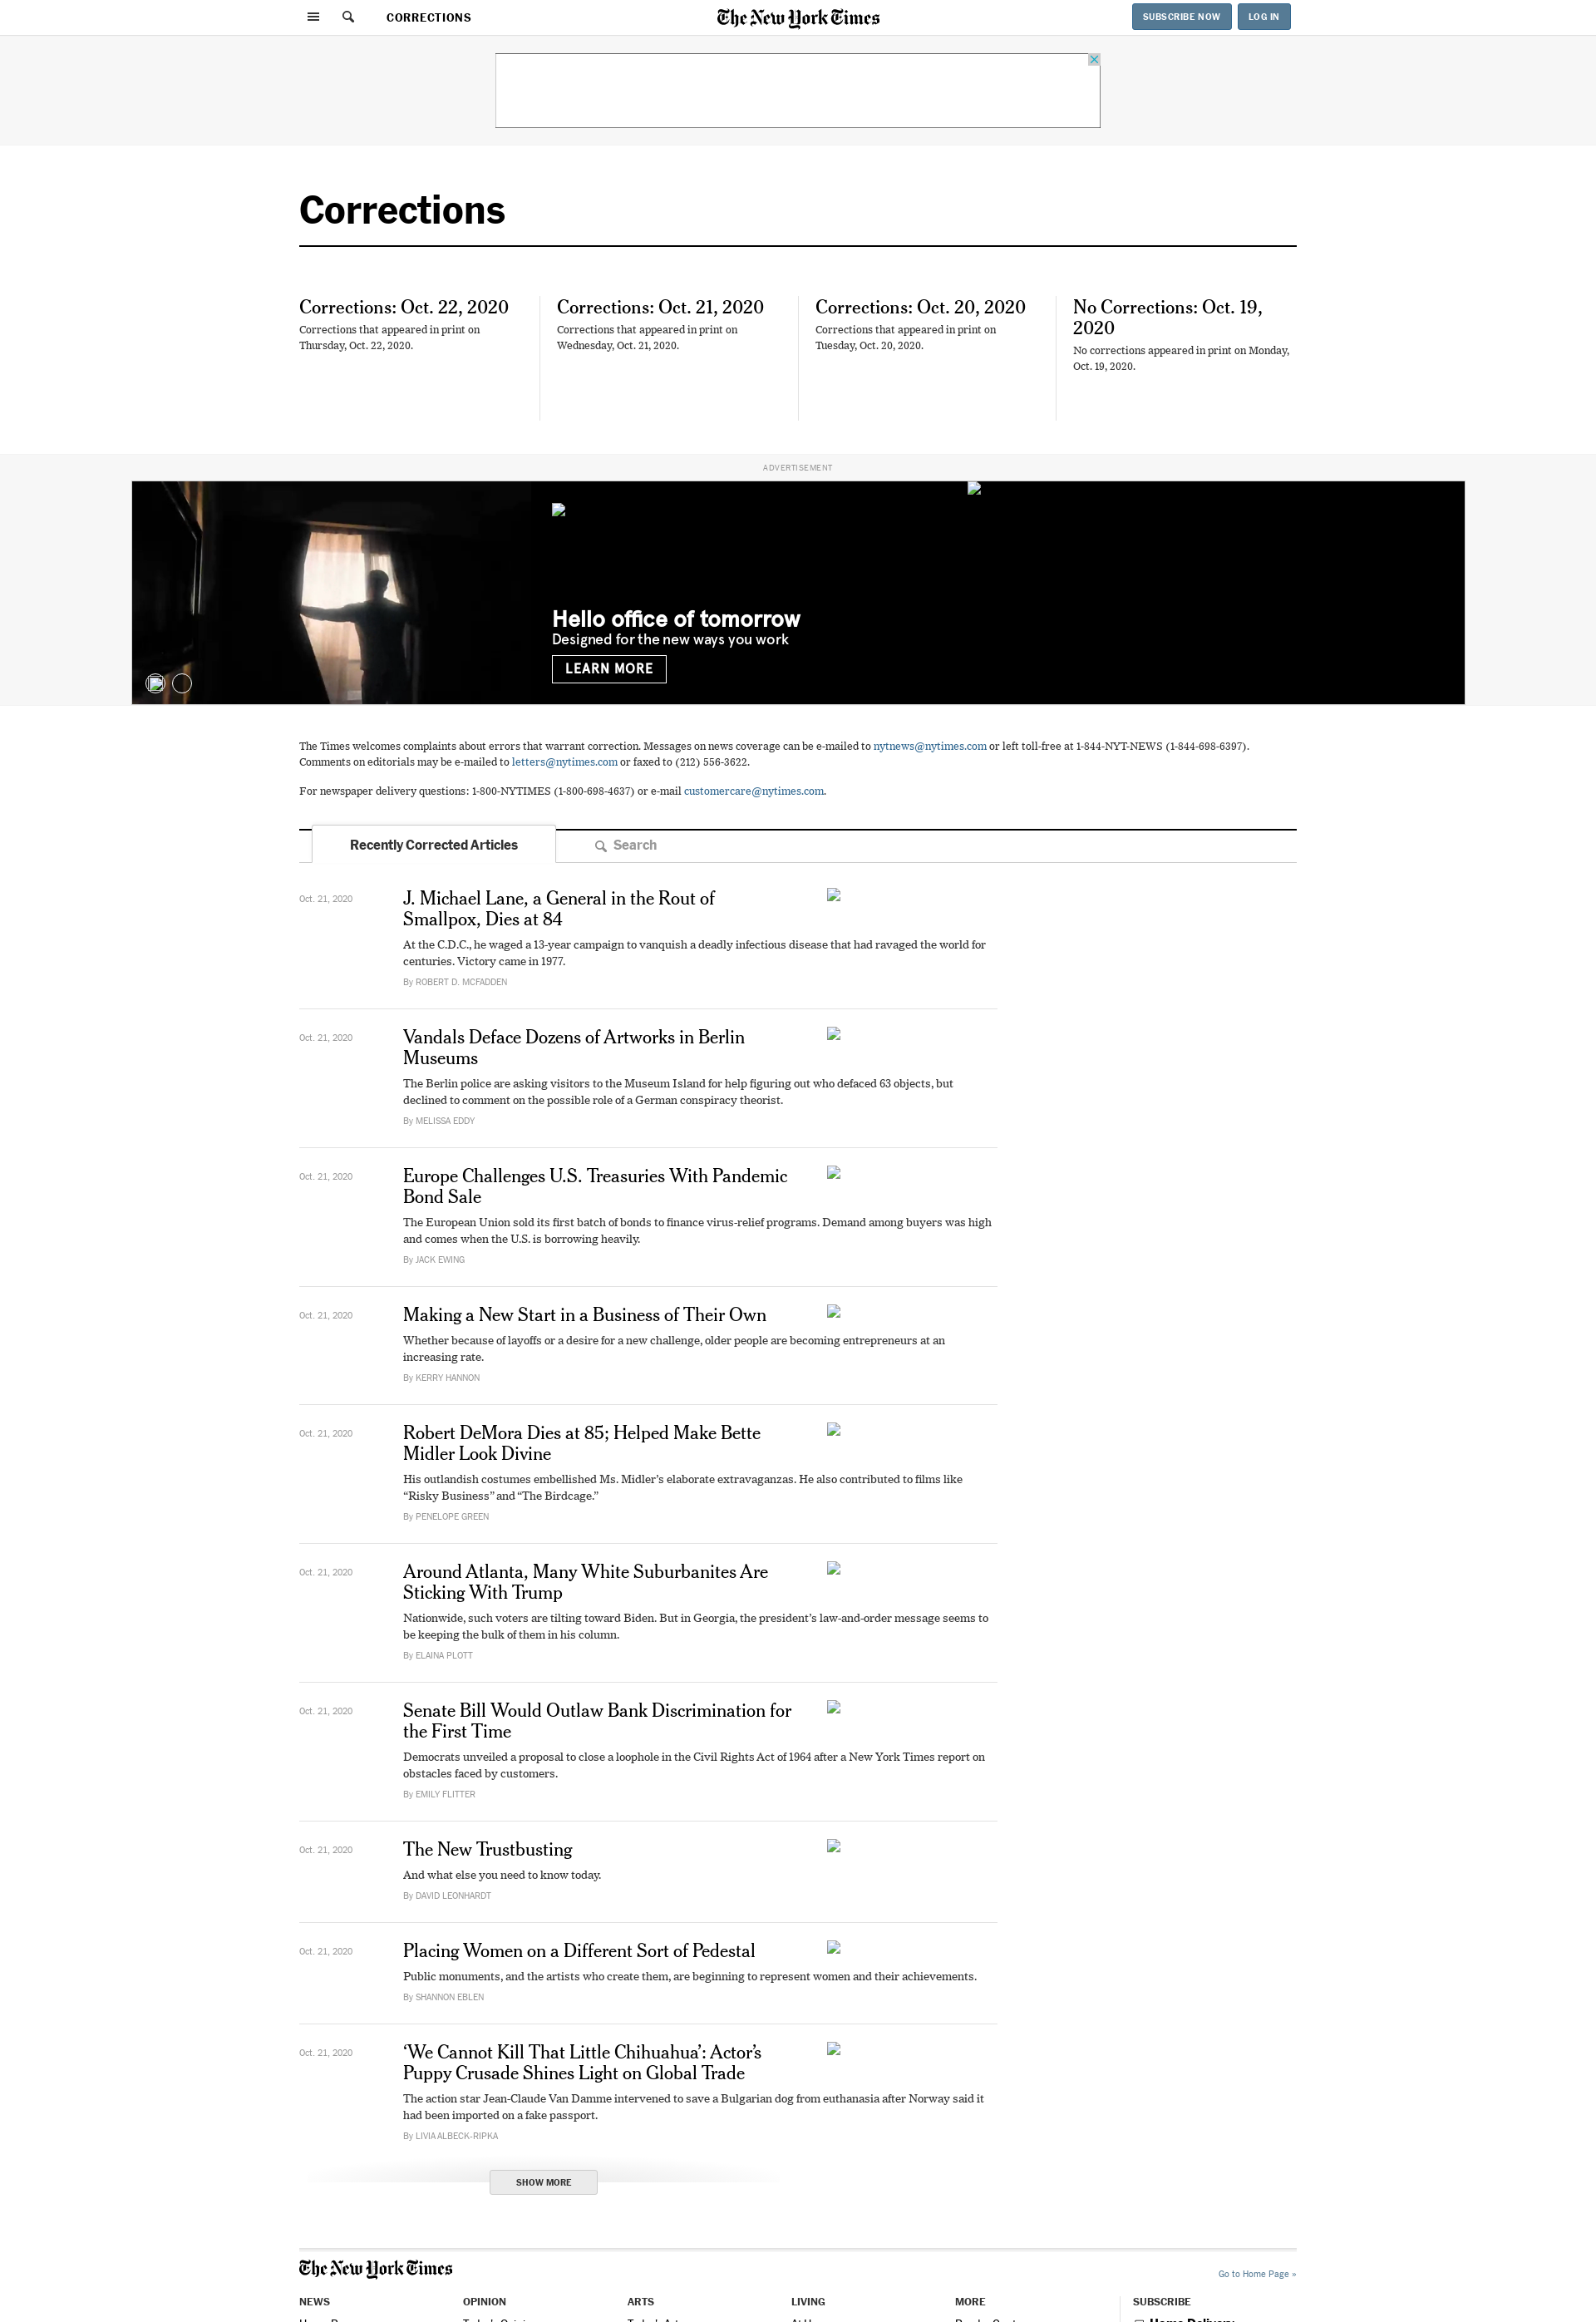 CORRECTIONS
The New York Times
SUBSCRIBE NOW
LOG IN
Corrections
Corrections: Oct. 22, 2020
Corrections that appeared in print on
Thursday, Oct. 22, 2020.
Corrections: Oct. 21, 2020
Corrections that appeared in print on
Wednesday, Oct. 21, 2020.
Corrections: Oct. 20, 2020
Corrections that appeared in print on
Tuesday, Oct. 20, 2020.
No Corrections: Oct. 19,
2020
No corrections appeared in print on Monday,
Oct. 19, 2020.
ADVERTISEMENT
Hello office of tomorrow
Designed for the new ways you work
LEARN MORE
The Times welcomes complaints about errors that warrant correction. Messages on news coverage can be e-mailed to nytnews@nytimes.com or left toll-free at 1-844-NYT-NEWS (1-844-698-6397).
Comments on editorials may be e-mailed to letters@nytimes.com or faxed to (212) 556-3622.
For newspaper delivery questions: 1-800-NYTIMES (1-800-698-4637) or e-mail customercare@nytimes.com.
Recently Corrected Articles
Search
Oct. 21, 2020
J. Michael Lane, a General in the Rout of
Smallpox, Dies at 84
At the C.D.C., he waged a 13-year campaign to vanquish a deadly infectious disease that had ravaged the world for
centuries. Victory came in 1977.
By ROBERT D. MCFADDEN
Oct. 21, 2020
Vandals Deface Dozens of Artworks in Berlin
Museums
The Berlin police are asking visitors to the Museum Island for help figuring out who defaced 63 objects, but
declined to comment on the possible role of a German conspiracy theorist.
By MELISSA EDDY
Oct. 21, 2020
Europe Challenges U.S. Treasuries With Pandemic
Bond Sale
The European Union sold its first batch of bonds to finance virus-relief programs. Demand among buyers was high
and comes when the U.S. is borrowing heavily.
By JACK EWING
Oct. 21, 2020
Making a New Start in a Business of Their Own
Whether because of layoffs or a desire for a new challenge, older people are becoming entrepreneurs at an
increasing rate.
By KERRY HANNON
Oct. 21, 2020
Robert DeMora Dies at 85; Helped Make Bette
Midler Look Divine
His outlandish costumes embellished Ms. Midler’s elaborate extravaganzas. He also contributed to films like
“Risky Business” and “The Birdcage.”
By PENELOPE GREEN
Oct. 21, 2020
Around Atlanta, Many White Suburbanites Are
Sticking With Trump
Nationwide, such voters are tilting toward Biden. But in Georgia, the president’s law-and-order message seems to
be keeping the bulk of them in his column.
By ELAINA PLOTT
Oct. 21, 2020
Senate Bill Would Outlaw Bank Discrimination for
the First Time
Democrats unveiled a proposal to close a loophole in the Civil Rights Act of 1964 after a New York Times report on
obstacles faced by customers.
By EMILY FLITTER
Oct. 21, 2020
The New Trustbusting
And what else you need to know today.
By DAVID LEONHARDT
Oct. 21, 2020
Placing Women on a Different Sort of Pedestal
Public monuments, and the artists who create them, are beginning to represent women and their achievements.
By SHANNON EBLEN
Oct. 21, 2020
‘We Cannot Kill That Little Chihuahua’: Actor’s
Puppy Crusade Shines Light on Global Trade
The action star Jean-Claude Van Damme intervened to save a Bulgarian dog from euthanasia after Norway said it
had been imported on a fake passport.
By LIVIA ALBECK-RIPKA
SHOW MORE
The New York Times
Go to Home Page »
NEWS
OPINION
ARTS
LIVING
MORE
SUBSCRIBE